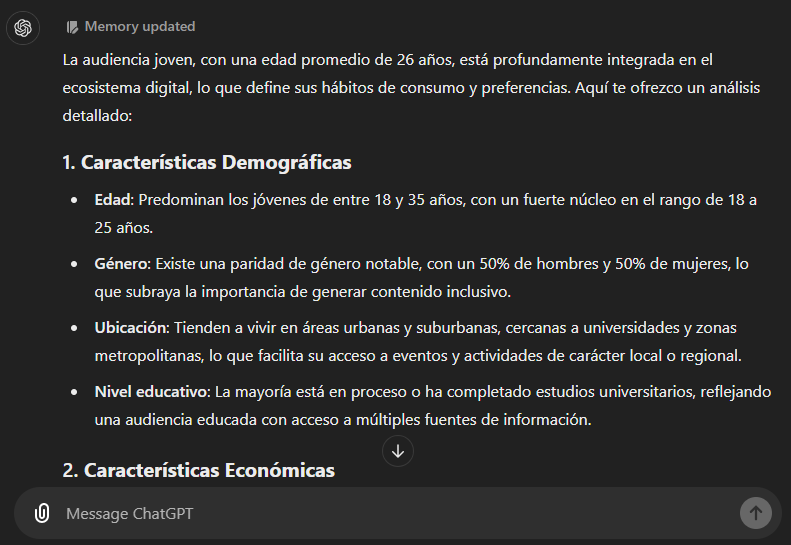 Memory updated
La audiencia joven, con una edad promedio de 26 años, está profundamente integrada en el
ecosistema digital, lo que define sus hábitos de consumo y preferencias. Aquí te ofrezco un análisis
detallado:
1. Características Demográficas
• Edad: Predominan los jóvenes de entre 18 y 35 años, con un fuerte núcleo en el rango de 18 a
25 años.
• Género: Existe una paridad de género notable, con un 50% de hombres y 50% de mujeres, lo
que subraya la importancia de generar contenido inclusivo.
• Ubicación: Tienden a vivir en áreas urbanas y suburbanas, cercanas a universidades y zonas
metropolitanas, lo que facilita su acceso a eventos y actividades de carácter local o regional.
• Nivel educativo: La mayoría está en proceso o ha completado estudios universitarios, reflejando
una audiencia educada con acceso a múltiples fuentes de información.
2. Características Económicas
Message ChatGPT